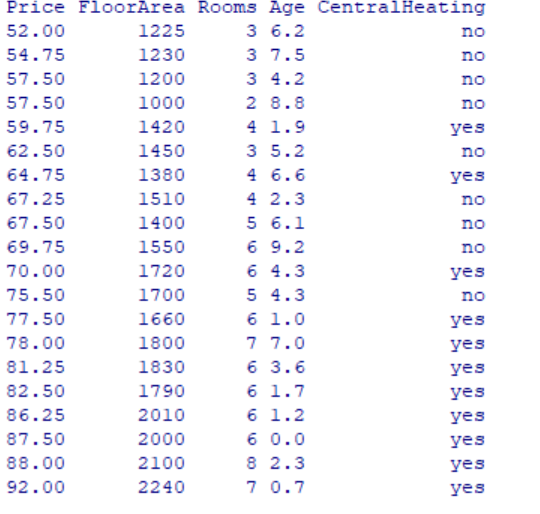 Price FloorArea Rooms Age CentralHeating
52.00 1225 3 6.2 no
54.75 1230 3 7.5 no
57.50 1200 3 4.2 no
57.50 1000 2 8.8 no
59.75 1420 4 1.9 yes
62.50 1450 3 5.2 no
64.75 1380 4 6.6 yes
67.25 1510 4 2.3 no
67.50 1400 5 6.1 no
69.75 1550 6 9.2 no
70.00 1720 6 4.3 yes
75.50 1700 5 4.3 no
77.50 1660 6 1.0 yes
78.00 1800 7 7.0 yes
81.25 1830 6 3.6 yes
82.50 1790 6 1.7 yes
86.25 2010 6 1.2 yes
87.50 2000 6 0.0 yes
88.00 2100 8 2.3 yes
92.00 2240 7 0.7 yes